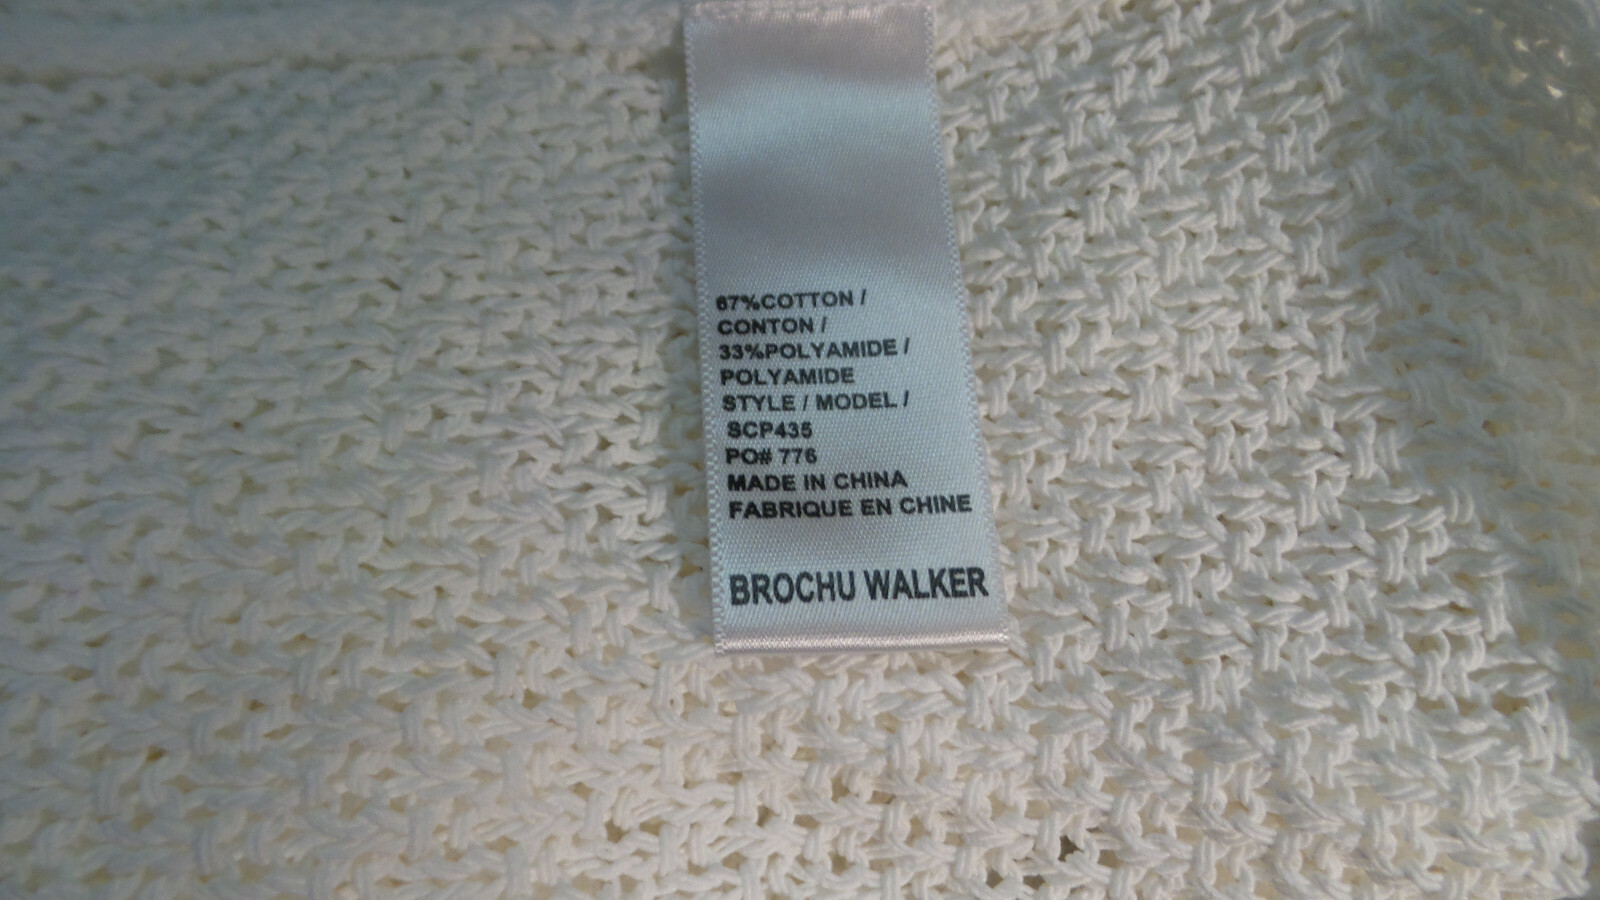 67%COTTON /
CONTON /
33%POLYAMIDE /
POLYAMIDE
STYLE / MODEL /
SCP435
PO# 776
MADE IN CHINA
FABRIQUE EN CHINE
BROCHU WALKER